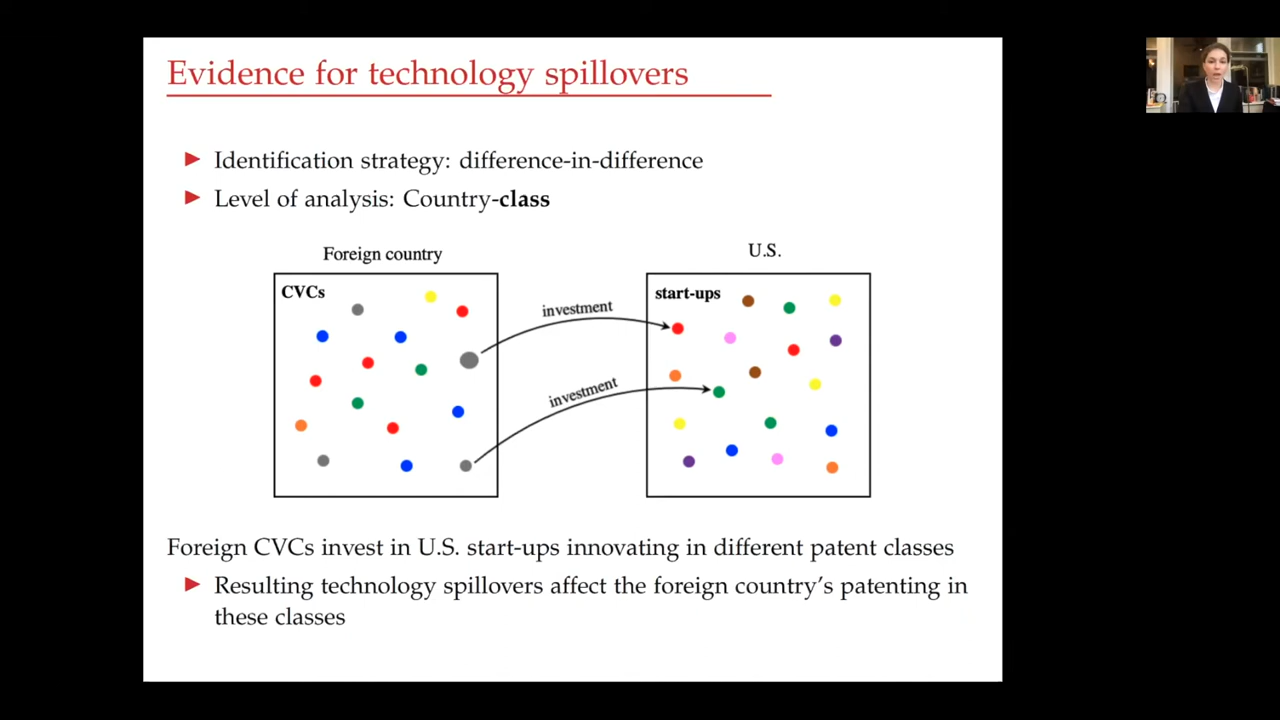 Evidence for technology spillovers
Identification strategy: difference-in-difference
Level of analysis: Country-class
Foreign country
U.S.
CVCs
start-ups
investment
investment
Foreign CVCs invest in U.S. start-ups innovating in different patent classes
Resulting technology spillovers affect the foreign country's patenting in
these classes